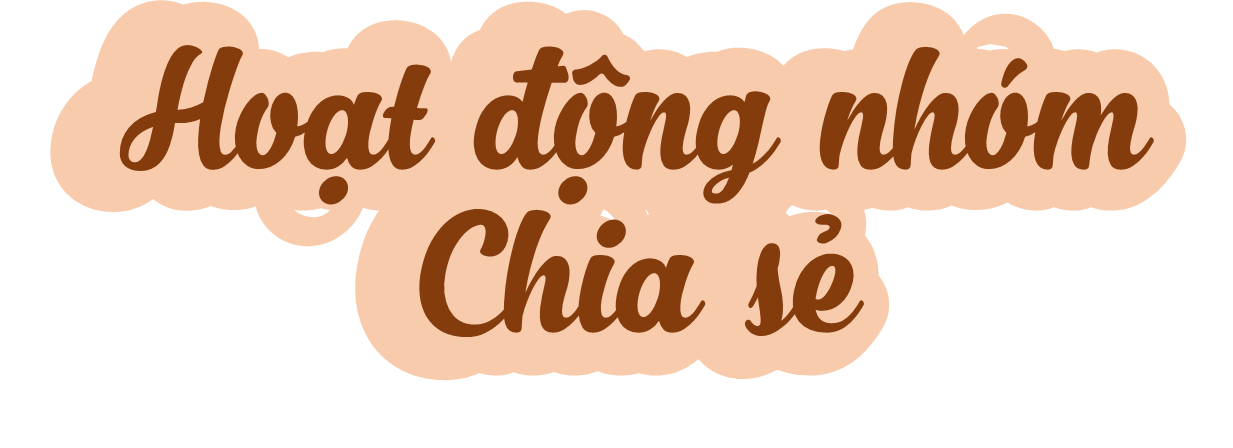 Hoạt động nhóm
Chia sẻ